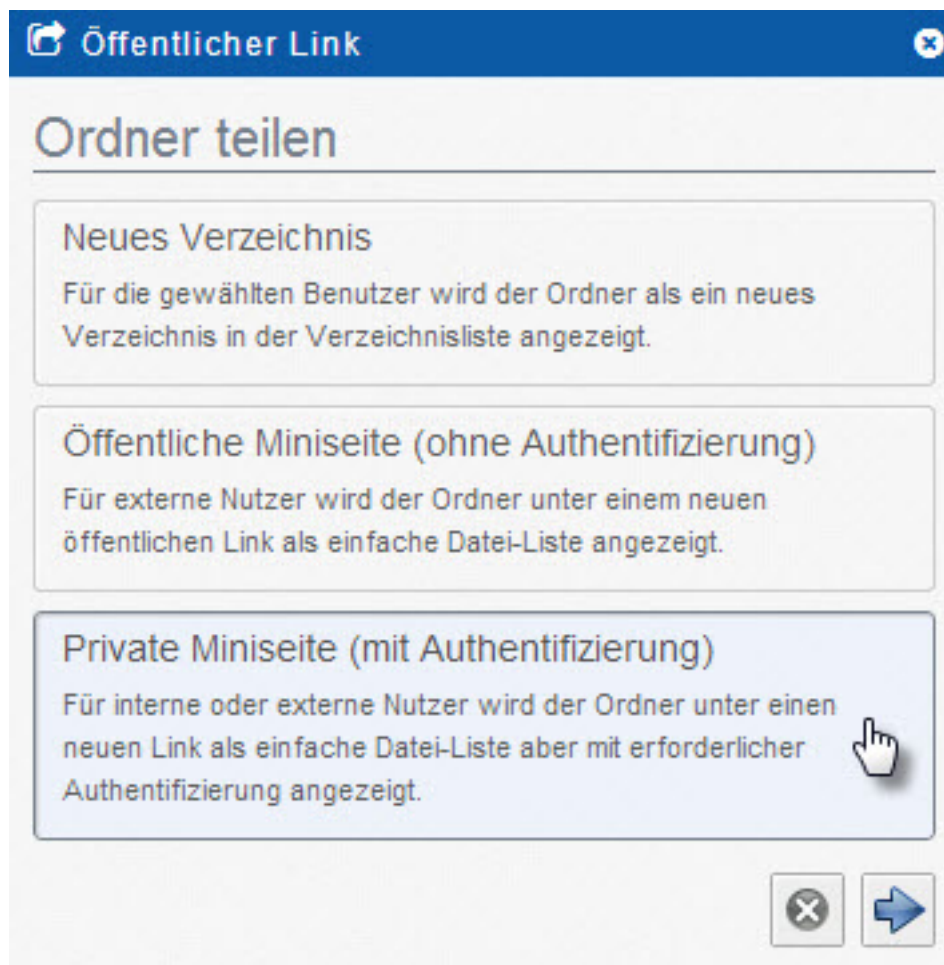 Öffentlicher Link
Ordner teilen
Neues Verzeichnis
Für die gewählten Benutzer wird der Ordner als ein neues
Verzeichnis in der Verzeichnisliste angezeigt.
Öffentliche Miniseite (ohne Authentifizierung)
Für externe Nutzer wird der Ordner unter einem neuen
öffentlichen Link als einfache Datei-Liste angezeigt.
Private Miniseite (mit Authentifizierung)
Für interne oder externe Nutzer wird der Ordner unter einen
neuen Link als einfache Datei-Liste aber mit erforderlicher
Authentifizierung angezeigt.